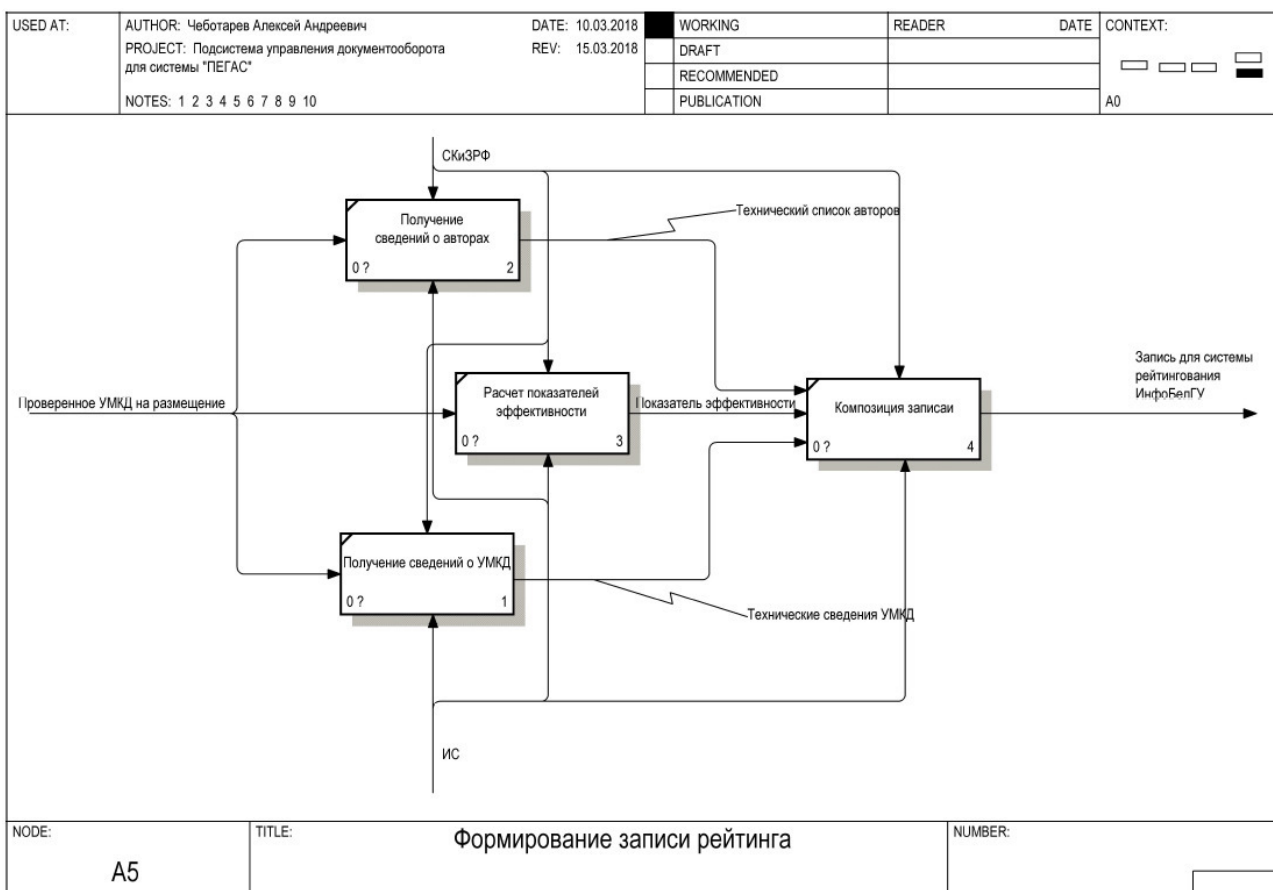 USED AT:
AUTHOR: Чеботарев Алексей Андреевич
DATE: 10.03.2018
PROJECT: Подсистема управления документооборота
для системы "ПЕГАС"
REV: 15.03.2018
NOTES: 1 2 3 4 5 6 7 8 9 10
WORKING
DRAFT
RECOMMENDED
PUBLICATION
READER
DATE
CONTEXT:
A0
СКиЗРФ
Получение
сведений о авторах
0 ?
2
Технический список авторов
Проверенное УМКД на размещение
Расчет показателей
эффективности
0 ?
3
Показатель эффективности
Композиция записаи
0 ?
4
Запись для системы
рейтингования
ИнфоБелГУ
Получение сведений о УМКД
0 ?
1
Технические сведения УМКД
ИС
NODE:
A5
TITLE:
Формирование записи рейтинга
NUMBER: